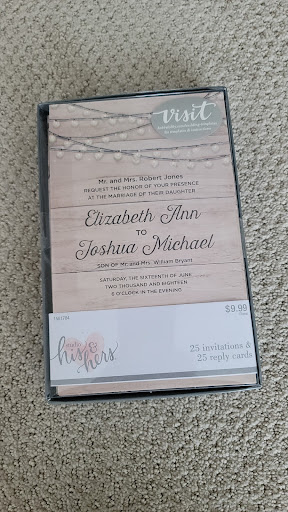 visit
Mr. and Mrs. Robert Jones
REQUEST THE HONOR OF YOUR PRESENCE
AT THE MARRIAGE OF THEIR DAUGHTER
Elizabeth Ann
TO
Joshua Michael
SON OF Mr. and Mrs. William Bryant
SATURDAY, THE SIXTEENTH OF JUNE
TWO THOUSAND AND EIGHTEEN
6 O'CLOCK IN THE EVENING
$9.99
his &
hers
25 invitations &
25 reply cards